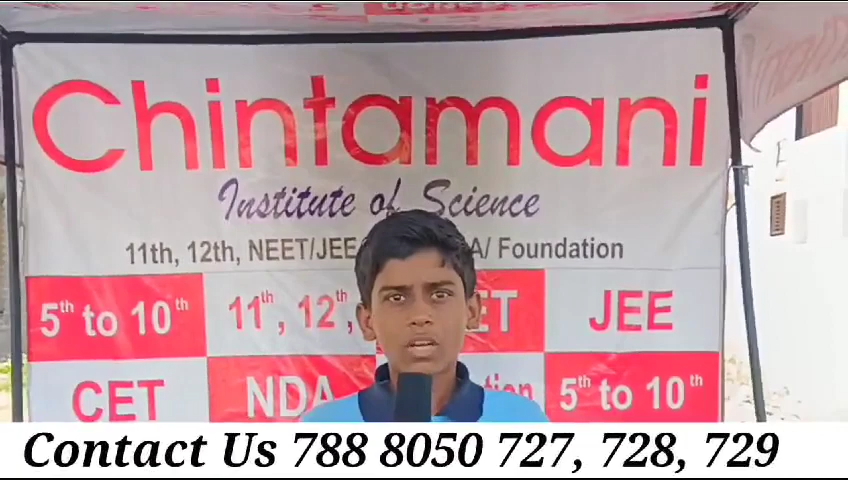 Chintamani
Institute of Science
11th, 12th, NEET/JEE A/ Foundation
5th to 10th 11th, 12th, ET JEE
CET NDA tion 5th to 10th
Contact Us 788 8050 727, 728, 729